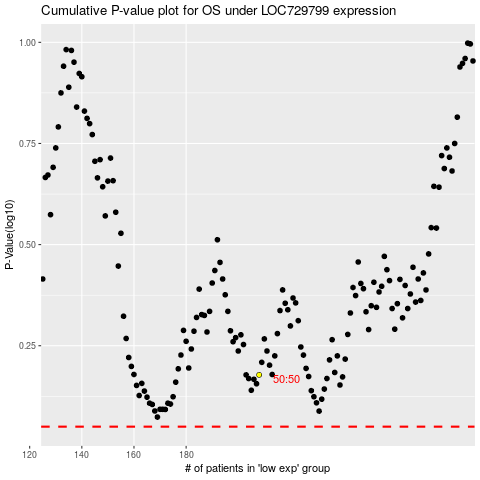 Cumulative P-value plot for OS under LOC729799 expression
1.00
0.75
0.50
0.25
P-Value(log10)
50:50
120 140 160 180
# of patients in 'low exp' group